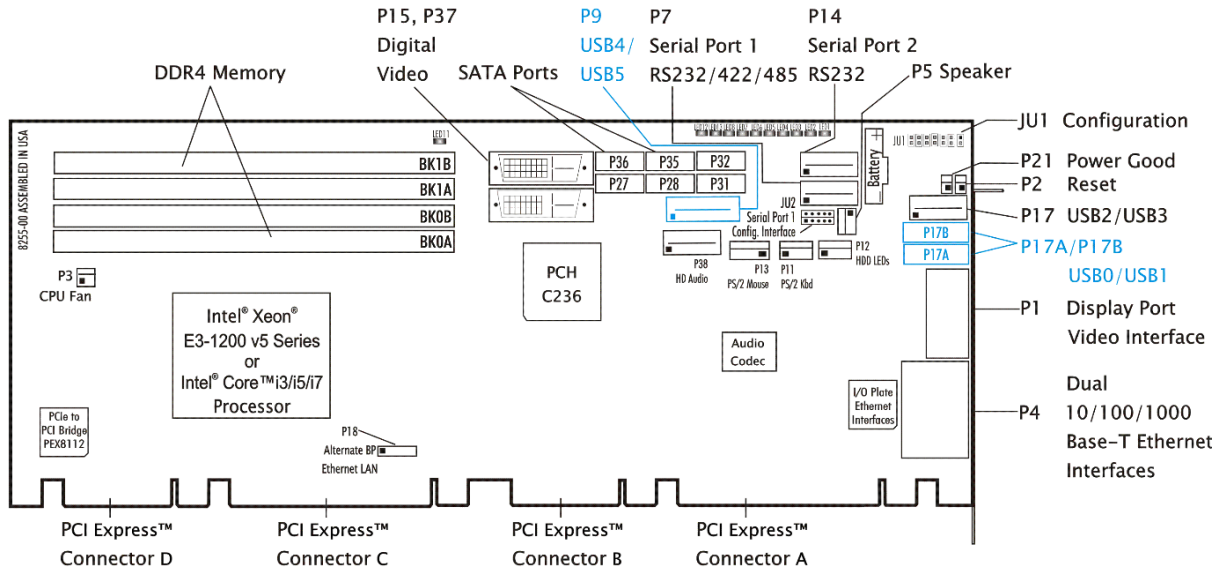 P15, P37
Digital
Video
P9
USB4/
USB5
P7
Serial Port 1
RS232/422/485
P14
Serial Port 2
RS232
DDR4 Memory
SATA Ports
P5 Speaker
JU1 Configuration
P21 Power Good
P2 Reset
P17 USB2/USB3
P17A/P17B
USB0/USB1
P1 Display Port
Video Interface
Dual
P4 10/100/1000
Base-T Ethernet
Interfaces
8255-00 ASSEMBLED IN USA
LED11
BK1B
BK1A
BK0B
BK0A
P36
P35
P32
P27
P28
P31
Battery
JU1
JU2
Serial Port 1
Config. Interface
P17B
P17A
P38
HD Audio
P13
PS/2 Mouse
P11
PS/2 Kbd
P12
HDD LEDs
P3
CPU Fan
PCH
C236
Intel® Xeon®
E3-1200 v5 Series
or
Intel® Core™i3/i5/i7
Processor
Audio
Codec
I/O Plate
Ethernet
Interfaces
PCIe to
PCI Bridge
PEX8112
P18
Alternate BP
Ethernet LAN
PCI Express™
Connector D
PCI Express™
Connector C
PCI Express™
Connector B
PCI Express™
Connector A